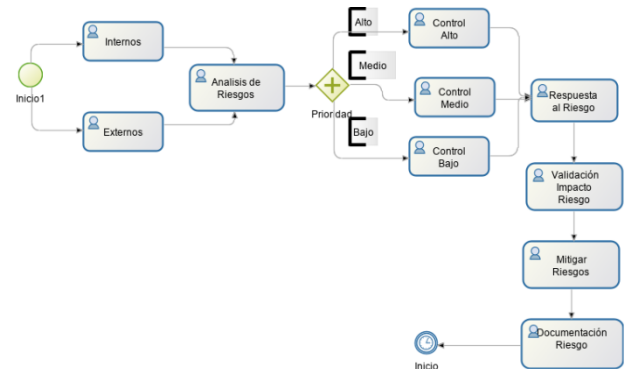 Inicio1
Internos
Externos
Analisis de
Riesgos
Prioridad
Alto
Medio
Bajo
Control
Alto
Control
Medio
Control
Bajo
Respuesta
al Riesgo
Validación
Impacto
Riesgo
Mitigar
Riesgos
Documentación
Riesgo
Inicio